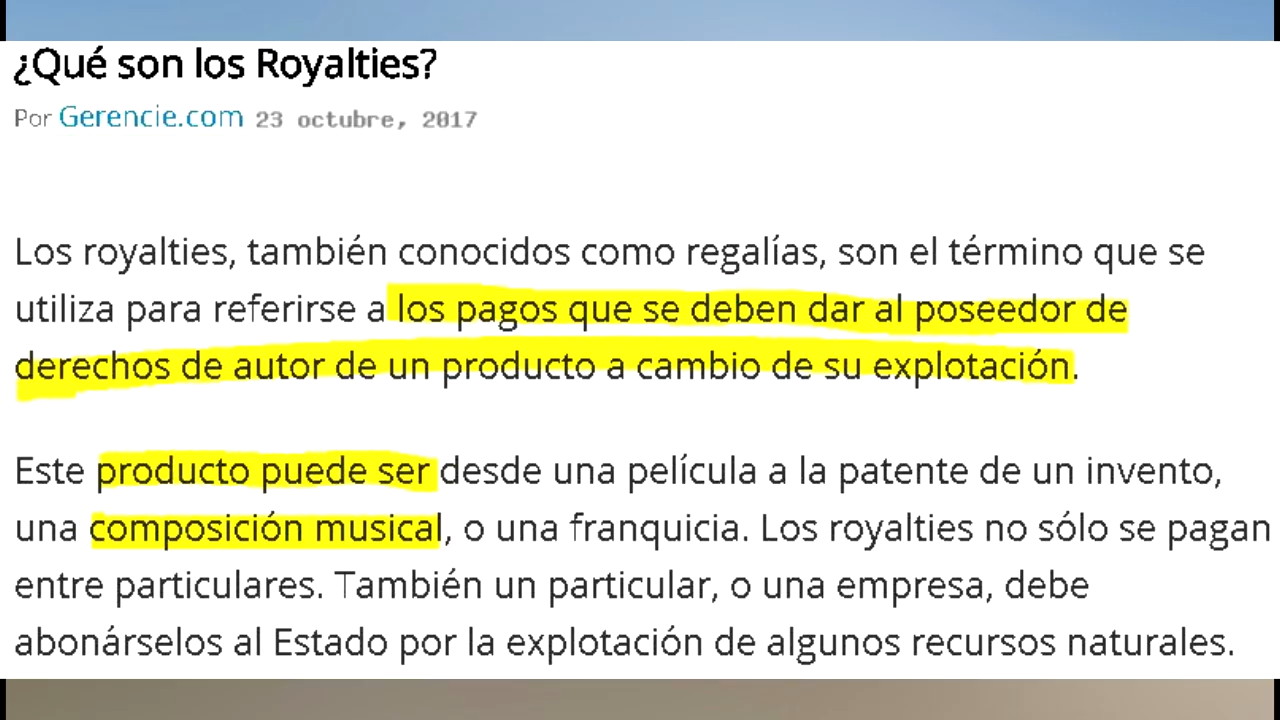 ¿Qué son los Royalties?
Por Gerencie.com 23 octubre, 2017
Los royalties, también conocidos como regalías, son el término que se
utiliza para referirse a los pagos que se deben dar al poseedor de
derechos de autor de un producto a cambio de su explotación.
Este producto puede ser desde una película a la patente de un invento,
una composición musical, o una franquicia. Los royalties no sólo se pagan
entre particulares. También un particular, o una empresa, debe
abonárselos al Estado por la explotación de algunos recursos naturales.